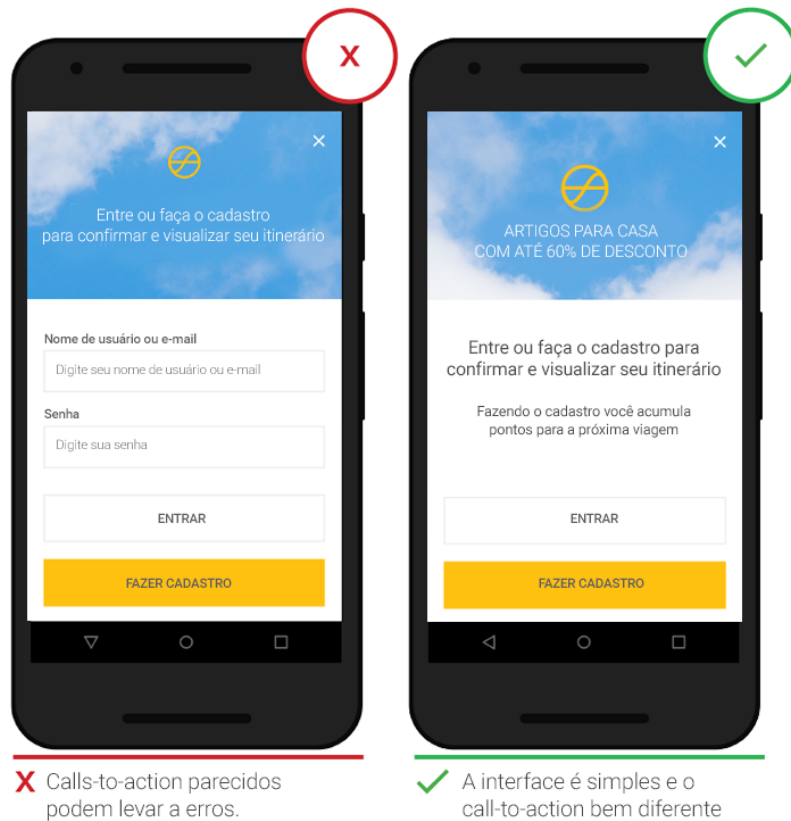 X
×
Entre ou faça o cadastro
para confirmar e visualizar seu itinerário
Nome de usuário ou e-mail
Digite seu nome de usuário ou e-mail
Senha
Digite sua senha
ENTRAR
FAZER CADASTRO
X Calls-to-action parecidos
podem levar a erros.
×
ARTIGOS PARA CASA
COM ATÉ 60% DE DESCONTO
Entre ou faça o cadastro para
confirmar e visualizar seu itinerário
Fazendo o cadastro você acumula
pontos para a próxima viagem
ENTRAR
FAZER CADASTRO
A interface é simples e o
call-to-action bem diferente